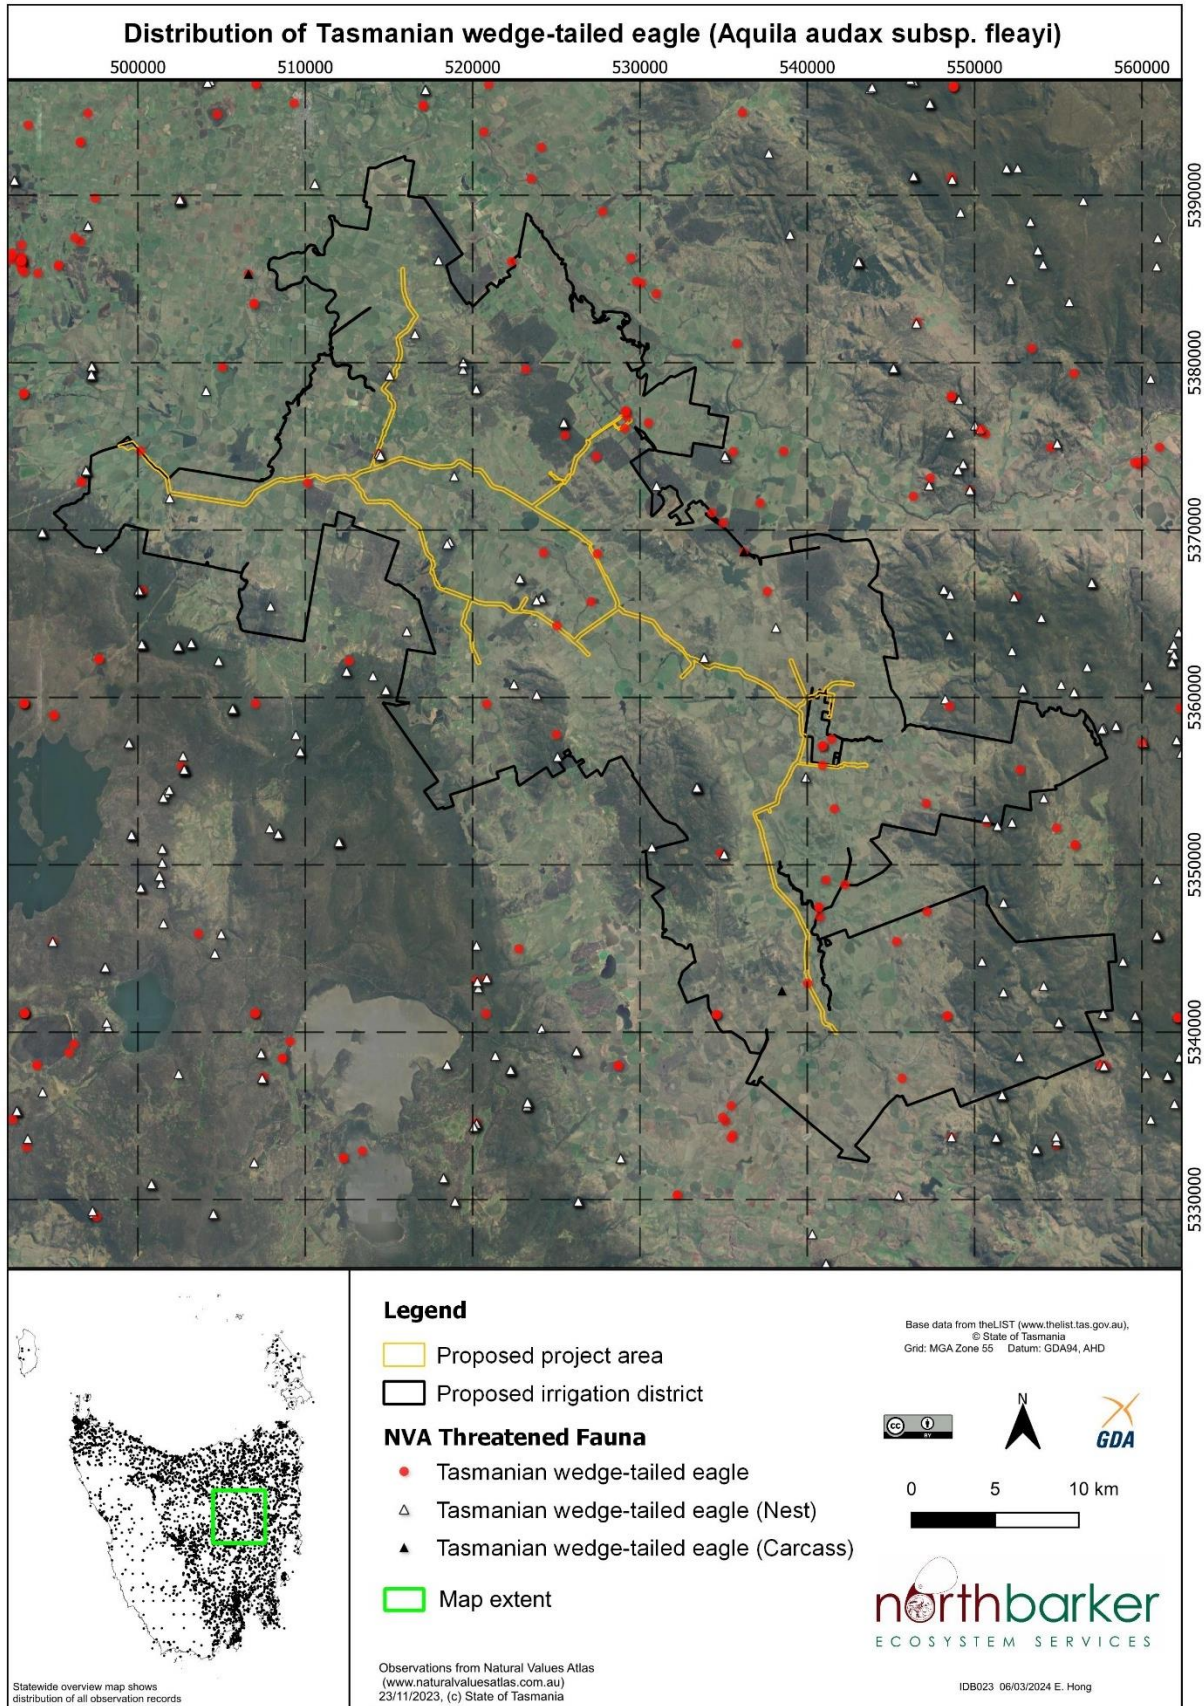 Distribution of Tasmanian wedge-tailed eagle (Aquila audax subsp. fleayi)
500000 510000 520000 530000 540000 550000 560000
5390000
5380000
5370000
5360000
5350000
5340000
5330000
Legend
Proposed project area
Proposed irrigation district
NVA Threatened Fauna
Tasmanian wedge-tailed eagle
Tasmanian wedge-tailed eagle (Nest)
Tasmanian wedge-tailed eagle (Carcass)
Map extent
Observations from Natural Values Atlas
(www.naturalvaluesatlas.com.au)
23/11/2023, (c) State of Tasmania
Statewide overview map shows
distribution of all observation records
Base data from theLIST (www.thelist.tas.gov.au),
© State of Tasmania
Grid: MGA Zone 55 Datum: GDA94, AHD
cc BY
N
GDA
0 5 10 km
northbarker
ECOSYSTEM SERVICES
IDB023 06/03/2024 E. Hong